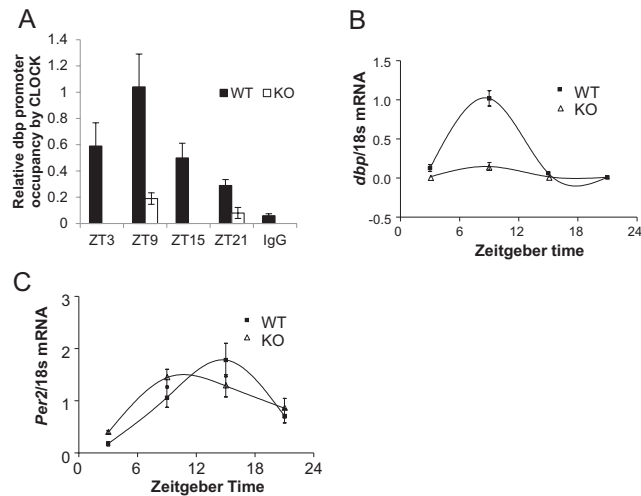 A
Relative dbp promoter
occupancy by CLOCK
1.4
1.2
1
0.8
0.6
0.4
0.2
0
WT KO
ZT3 ZT9 ZT15 ZT21 IgG
B
dbp/18s mRNA
1.5
1.0
0.5
0.0
-0.5
WT
KO
0 6 12 18 24
Zeitgeber time
C
Per2/18s mRNA
3
2
1
0
WT
KO
0 6 12 18 24
Zeitgeber Time